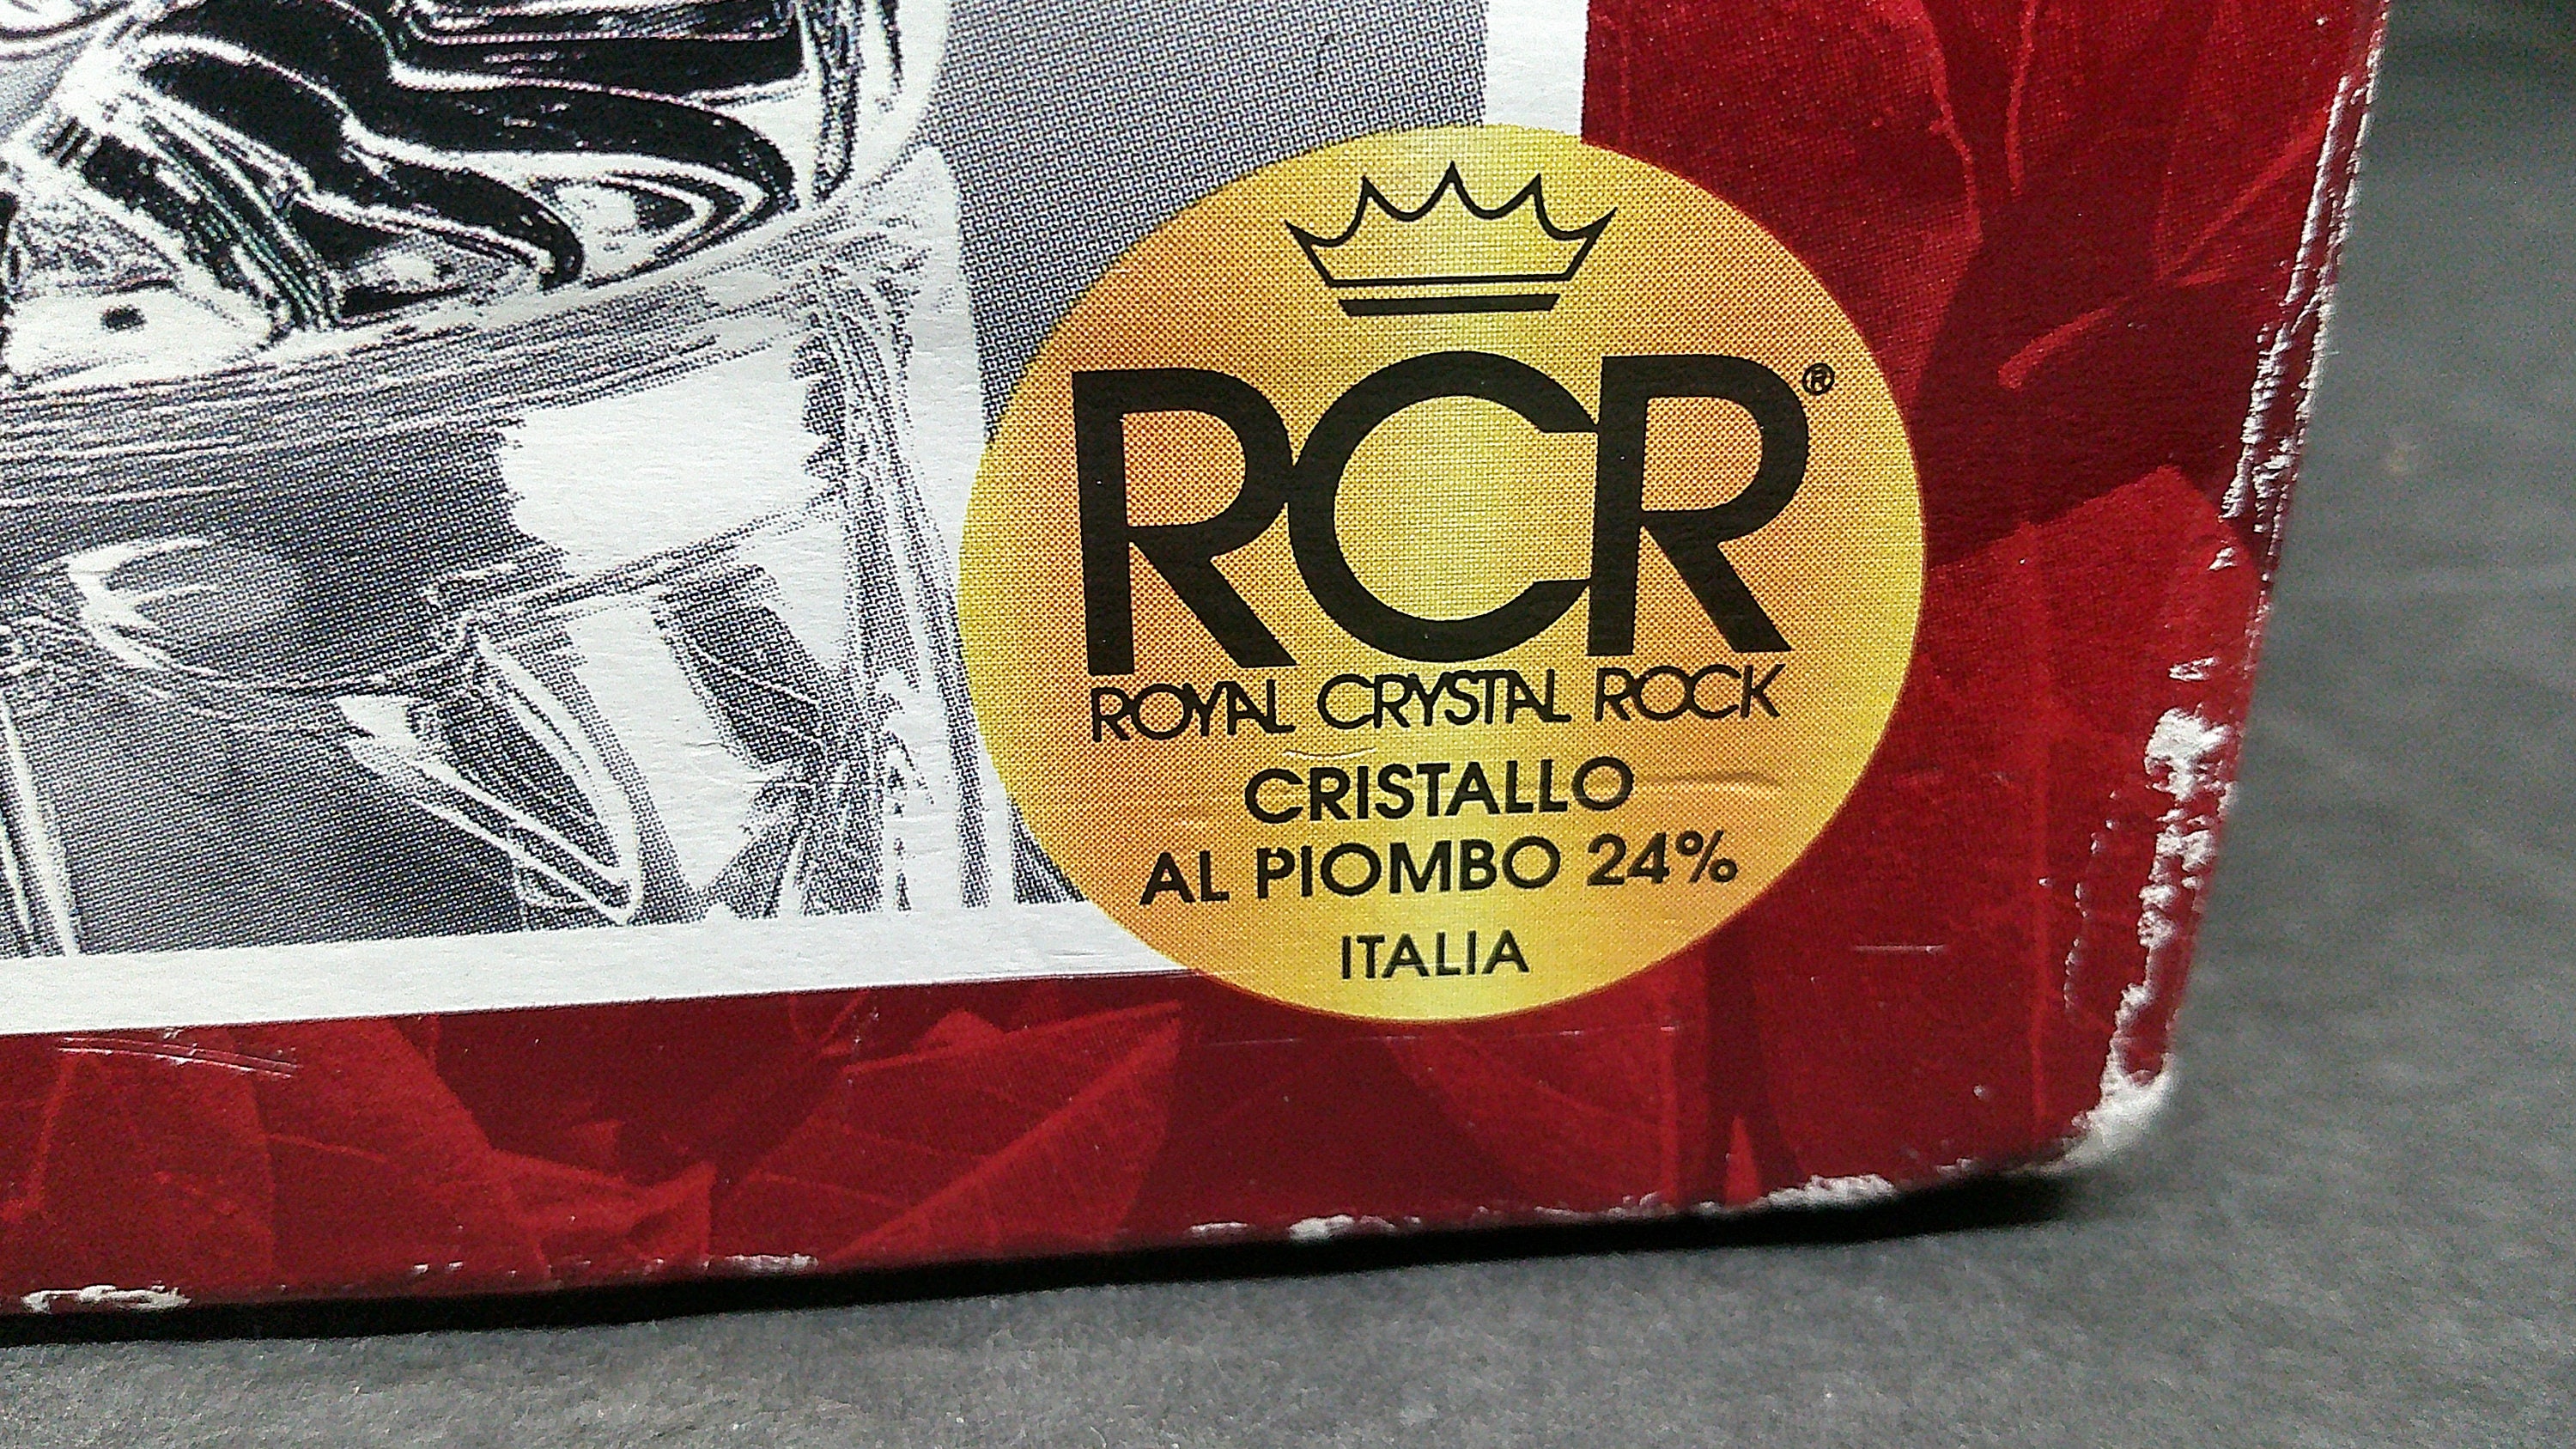 RCR®
ROYAL CRYSTAL ROCK
CRISTALLO
AL PIOMBO 24%
ITALIA